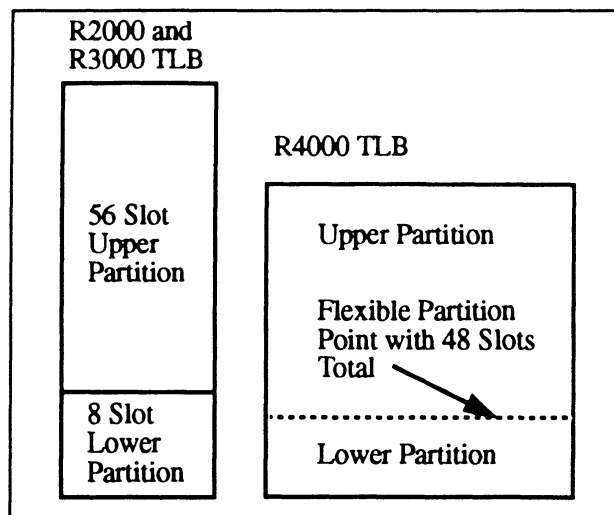 R2000 and
R3000 TLB
56 Slot
Upper
Partition
8 Slot
Lower
Partition
R4000 TLB
Upper Partition
Flexible Partition
Point with 48 Slots
Total
Lower Partition